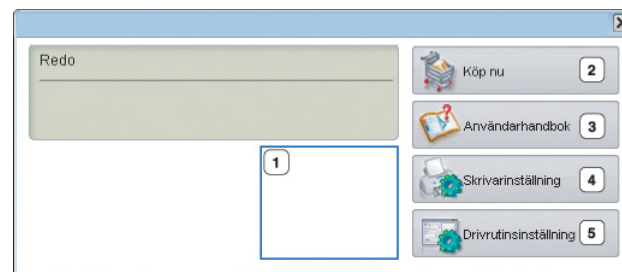 Redo
Köp nu 2
Användarhandbok 3
1
Skrivarinställning 4
Drivrutinsinställning 5